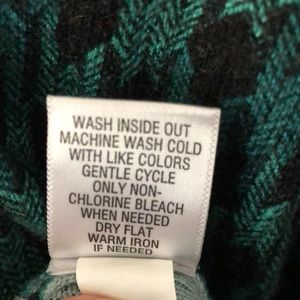 WASH INSIDE OUT
MACHINE WASH COLD
WITH LIKE COLORS
GENTLE CYCLE
ONLY NON-
CHLORINE BLEACH
WHEN NEEDED
DRY FLAT
WARM IRON
IF NEEDED